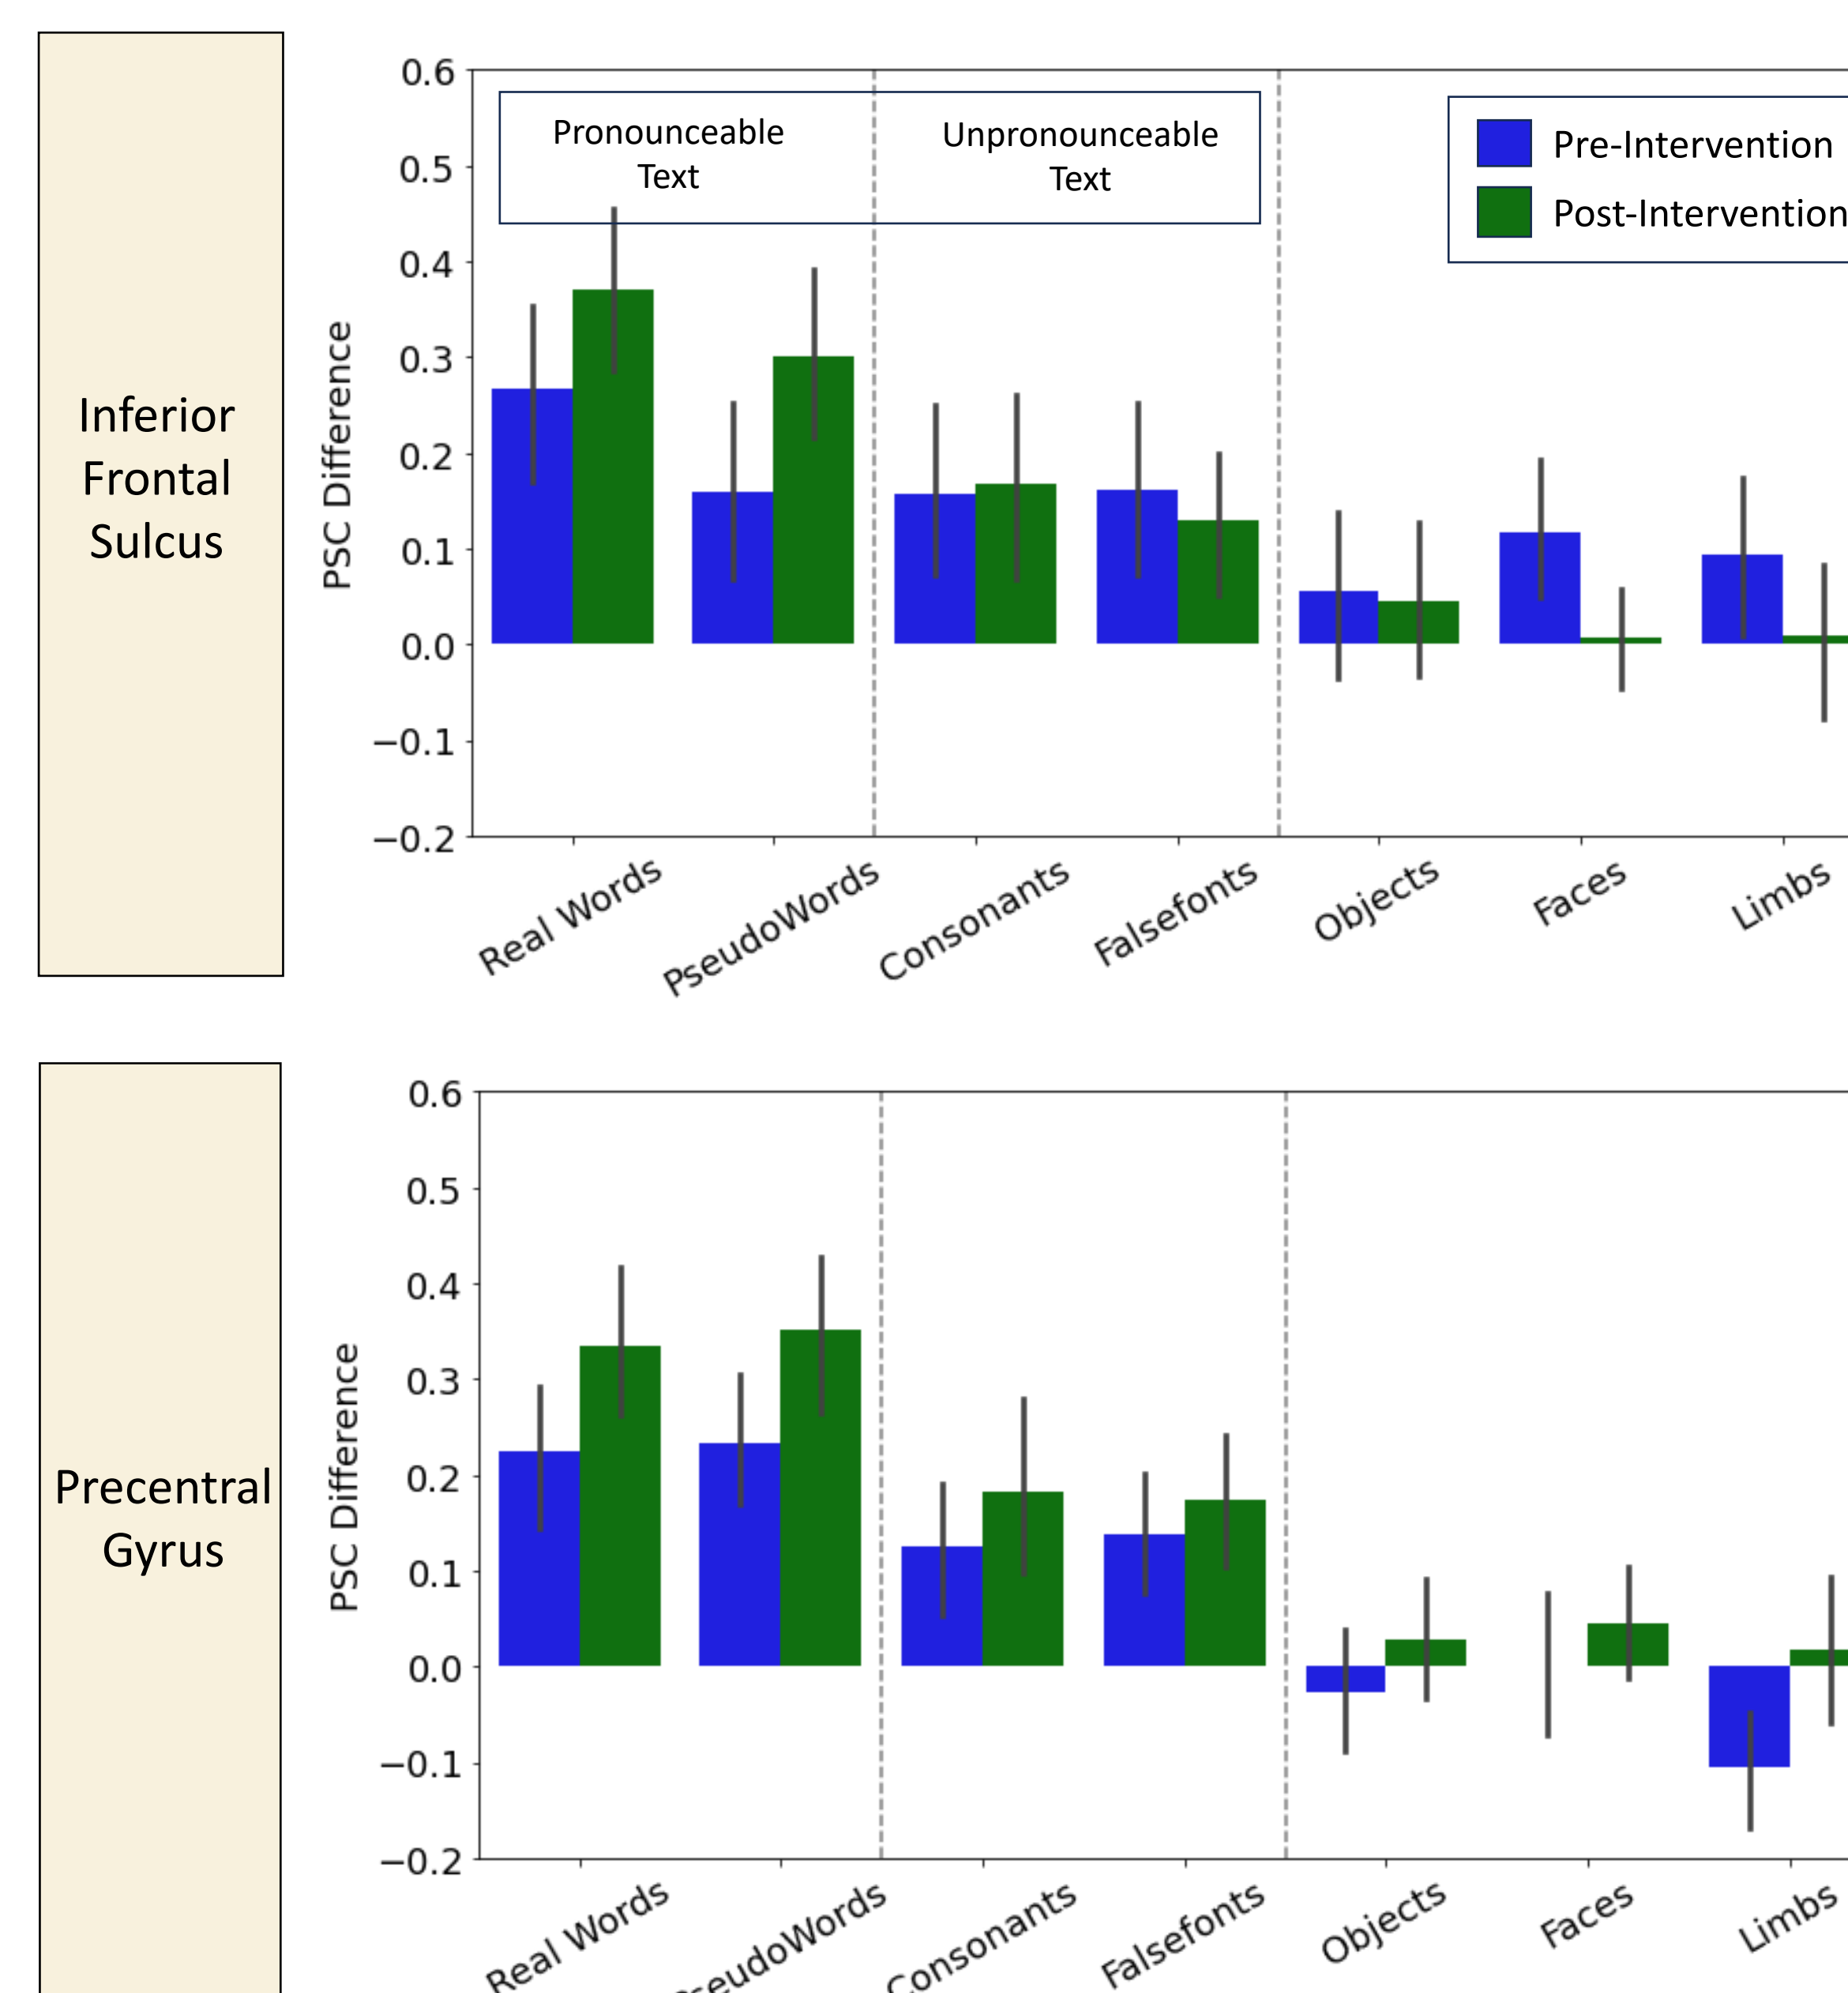 Inferior
Frontal
Sulcus
PSC Difference
0.6
0.5
0.4
0.3
0.2
0.1
0.0
−0.1
−0.2
Pronounceable
Text
Unpronounceable
Text
Pre-Intervention
Post-Intervention
Real Words
PseudoWords
Consonants
Falsefonts
Objects
Faces
Limbs
Precentral
Gyrus
PSC Difference
0.6
0.5
0.4
0.3
0.2
0.1
0.0
−0.1
−0.2
Real Words
seudoWords
Consonants
Falsefonts
Objects
Faces
Limbs